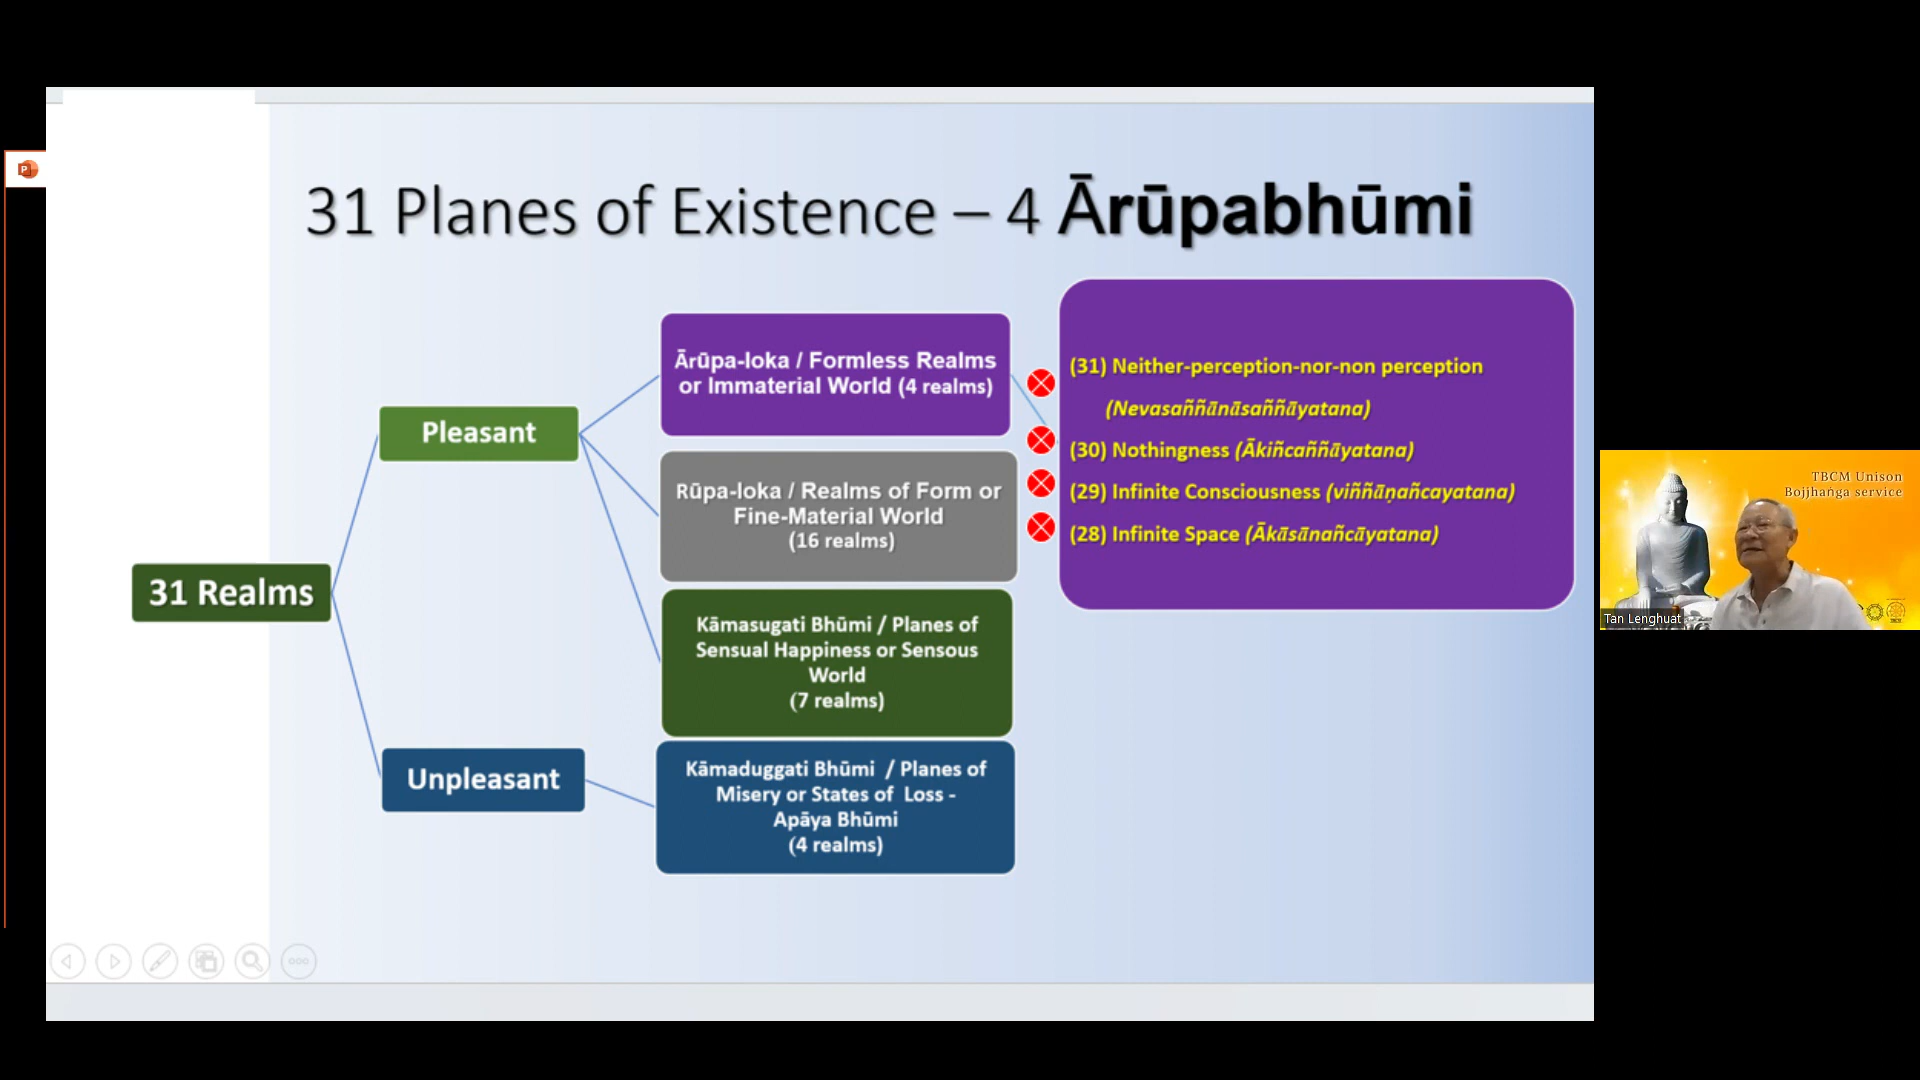 31 Planes of Existence – 4 Ārūpabhūmi
31 Realms
Pleasant
Unpleasant
Ārūpa-loka / Formless Realms
or Immaterial World (4 realms)
Rūpa-loka / Realms of Form or
Fine-Material World
(16 realms)
Kāmasugati Bhūmi / Planes of
Sensual Happiness or Sensous
World
(7 realms)
Kāmaduggati Bhūmi / Planes of
Misery or States of Loss -
Apāya Bhūmi
(4 realms)
(31) Neither-perception-nor-non perception
(Nevasaññānāsaññāyatana)
(30) Nothingness (Ākiñcaññāyatana)
(29) Infinite Consciousness (viññāṇañcayatana)
(28) Infinite Space (Ākāsānañcāyatana)
TBCM Unison
Bojjhaṅga service
Tan Lenghuat